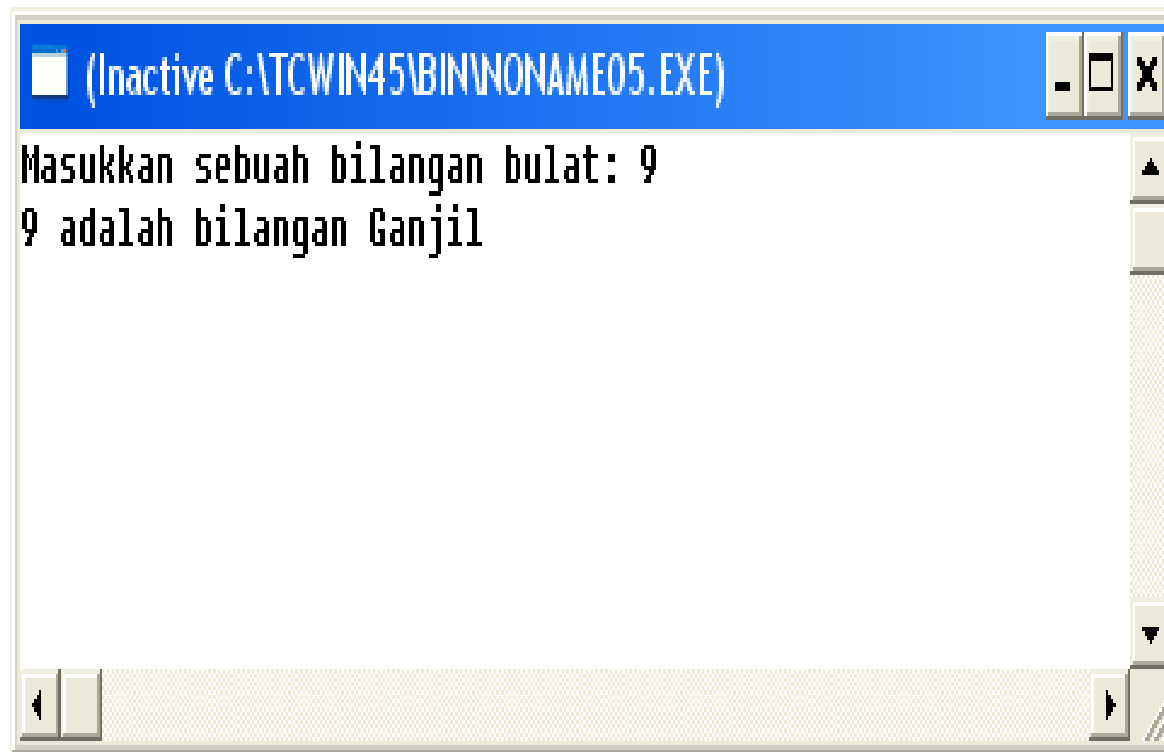 (Inactive C:\TCWIN45\BIN\NONAME05.EXE)
Masukkan sebuah bilangan bulat: 9
9 adalah bilangan Ganjil